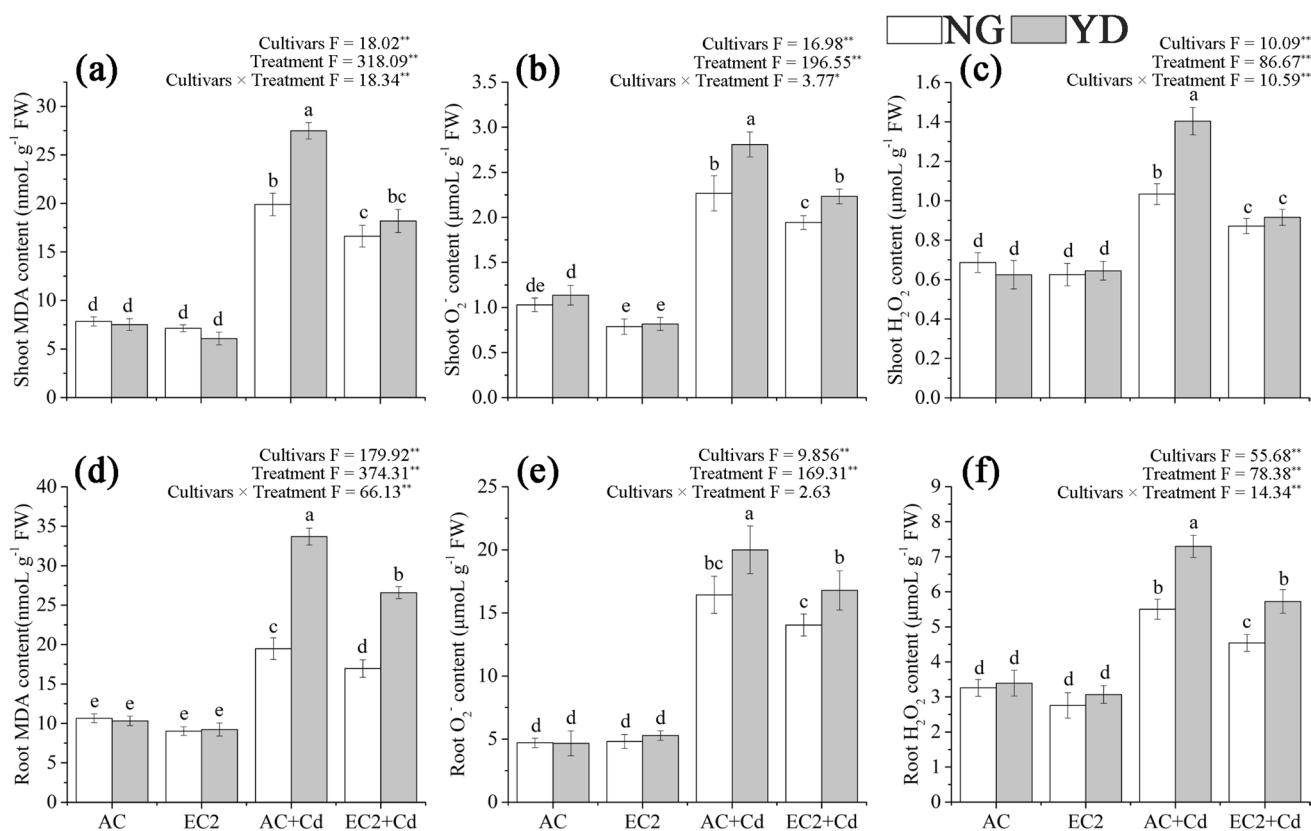 NG YD
(a)
Cultivars F = 18.02**
Treatment F = 318.09**
Cultivars × Treatment F = 18.34**
Shoot MDA content (nmoL g⁻¹ FW)
30
25
20
15
10
5
0
d d d d b a c bc
(b)
Cultivars F = 16.98**
Treatment F = 196.55**
Cultivars × Treatment F = 3.77*
Shoot O₂⁻ content (μmoL g⁻¹ FW)
3.5
3.0
2.5
2.0
1.5
1.0
0.5
0.0
de d e e b a c b
(c)
Cultivars F = 10.09**
Treatment F = 86.67**
Cultivars × Treatment F = 10.59**
Shoot H₂O₂ content (μmoL g⁻¹ FW)
1.6
1.4
1.2
1.0
0.8
0.6
0.4
0.2
0.0
d d d d b a c c
(d)
Cultivars F = 179.92**
Treatment F = 374.31**
Cultivars × Treatment F = 66.13**
Root MDA content(nmoL g⁻¹ FW)
40
35
30
25
20
15
10
5
0
e e e e c a d b
AC EC2 AC+Cd EC2+Cd
(e)
Cultivars F = 9.856**
Treatment F = 169.31**
Cultivars × Treatment F = 2.63
Root O₂⁻ content (μmoL g⁻¹ FW)
25
20
15
10
5
0
d d d d bc a c b
AC EC2 AC+Cd EC2+Cd
(f)
Cultivars F = 55.68**
Treatment F = 78.38**
Cultivars × Treatment F = 14.34**
Root H₂O₂ content (μmoL g⁻¹ FW)
9
8
7
6
5
4
3
2
1
0
d d d d b a c b
AC EC2 AC+Cd EC2+Cd